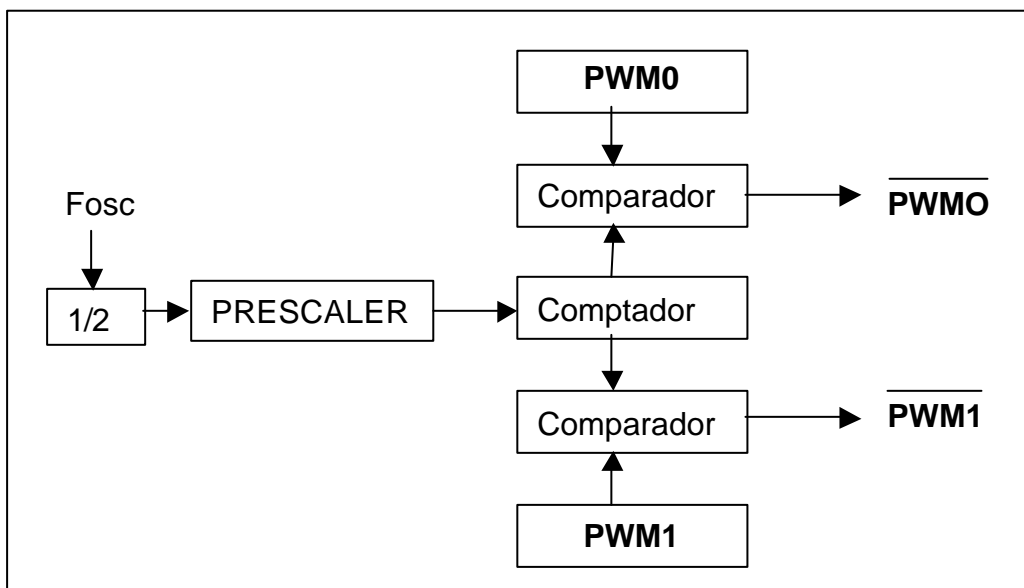 PWM0
Comparador
PWMO
Fosc
1/2
PRESCALER
Comptador
Comparador
PWM1
PWM1